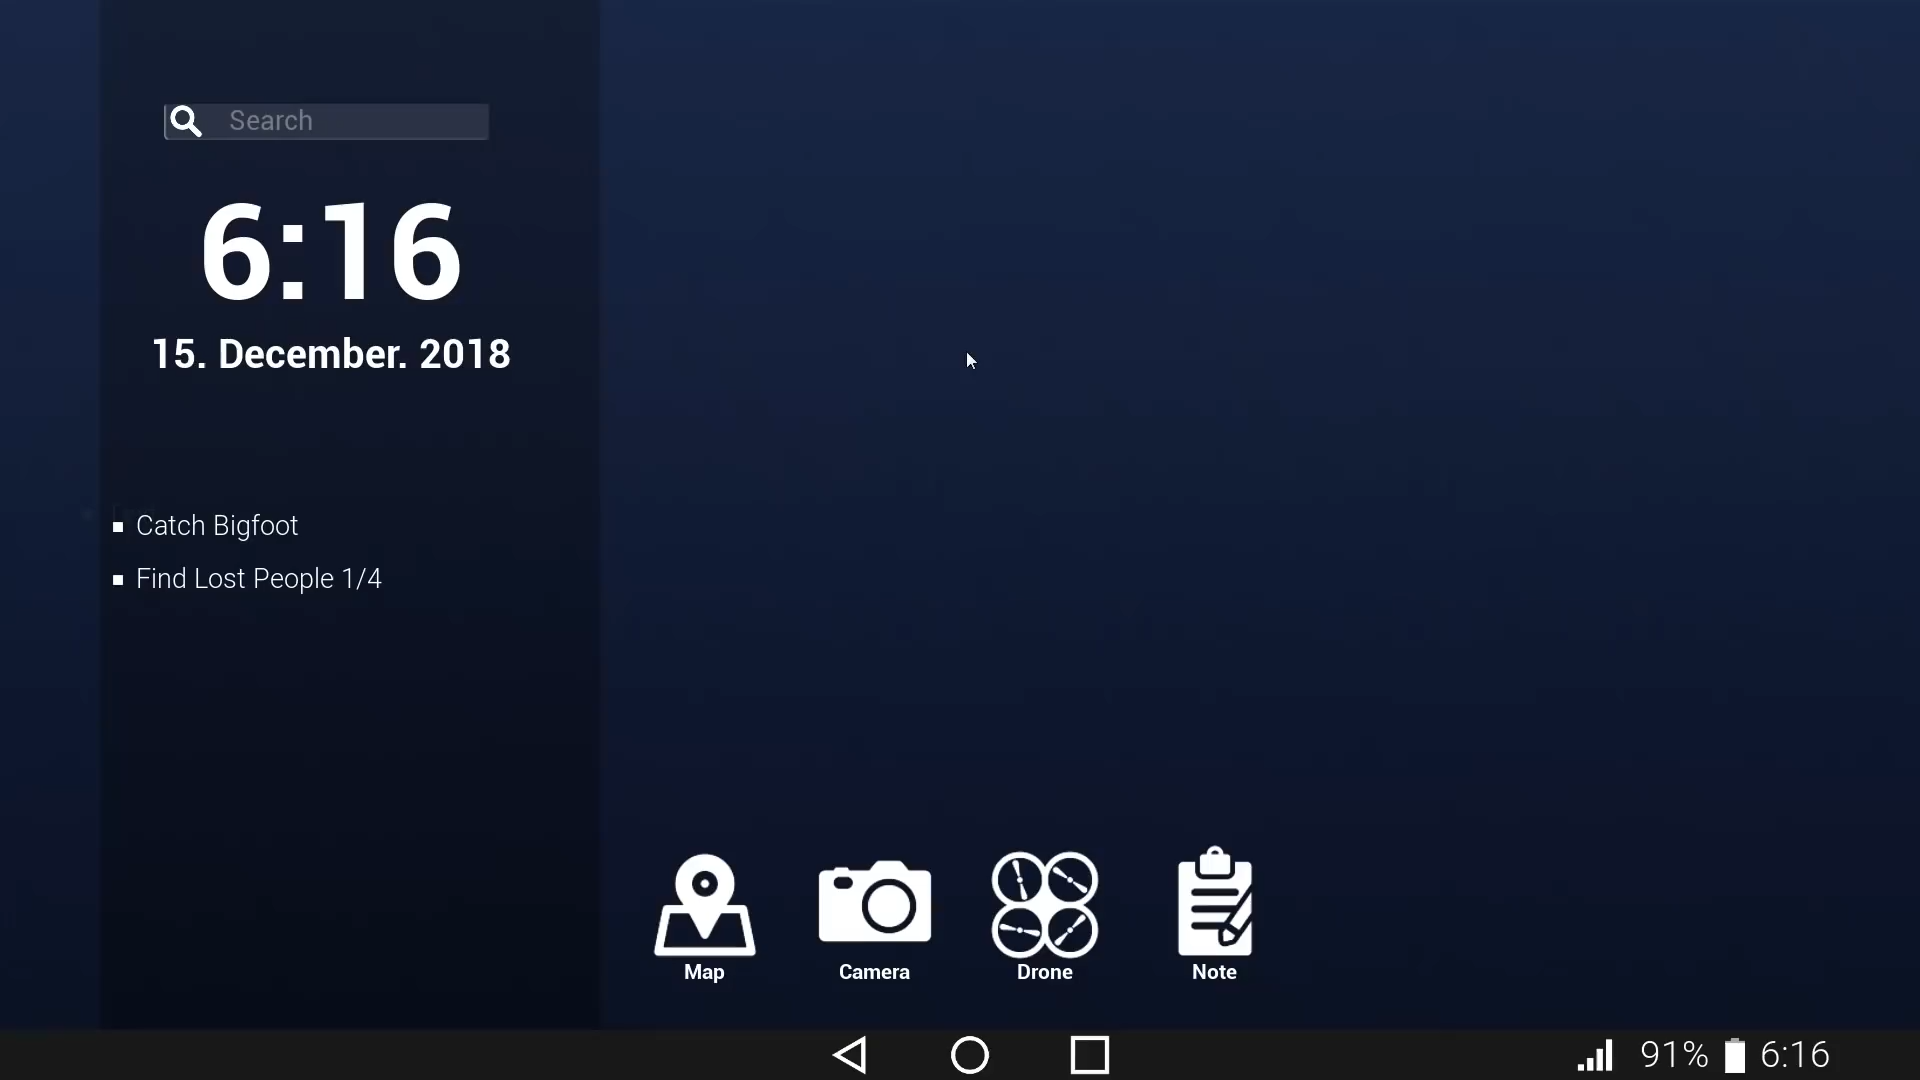 Search
6:16
15. December. 2018
Catch Bigfoot
Find Lost People 1/4
Map
Camera
Drone
Note
91% 6:16